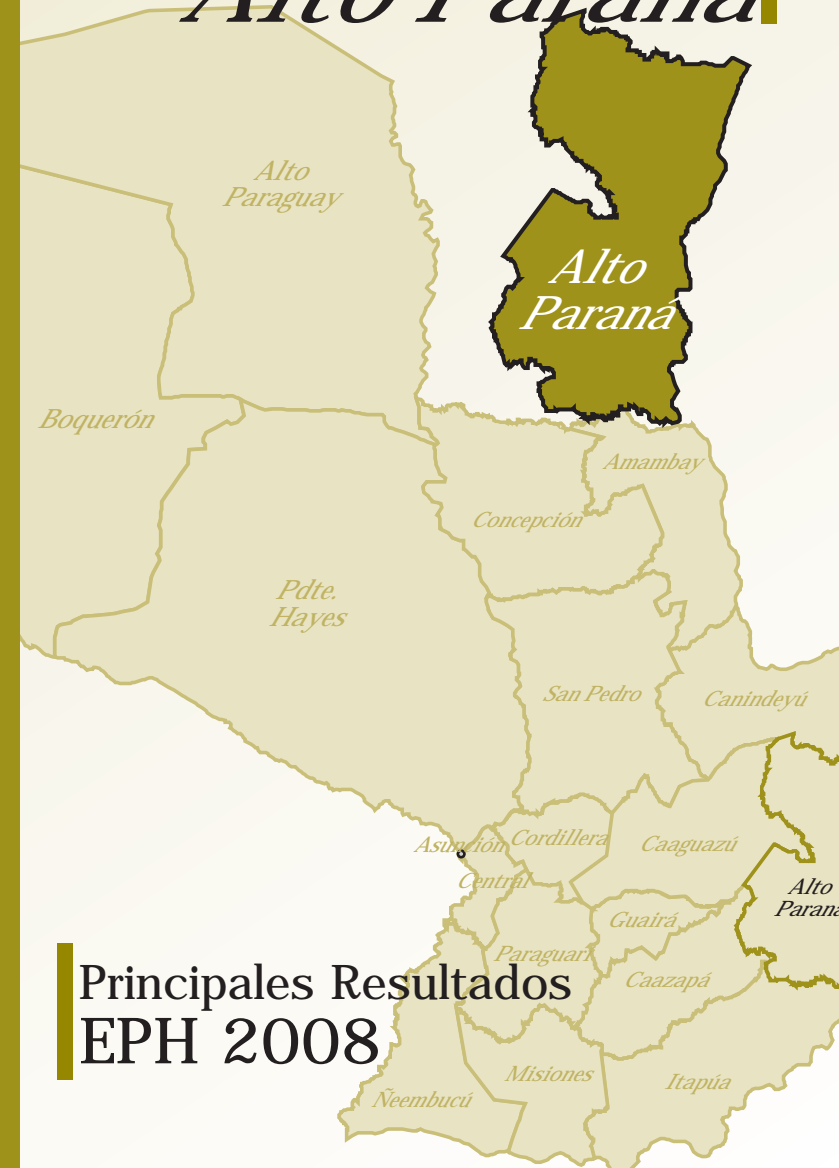 Alto Paraná
Alto
Paraguay
Alto
Paraná
Boquerón
Amambay
Concepción
Pdte.
Hayes
San Pedro
Canindeyú
Asunción
Cordillera
Caaguazú
Central
Alto
Paraná
Guairá
Paraguarí
Caazapá
Principales Resultados
EPH 2008
Misiones
Itapúa
Ñeembucú